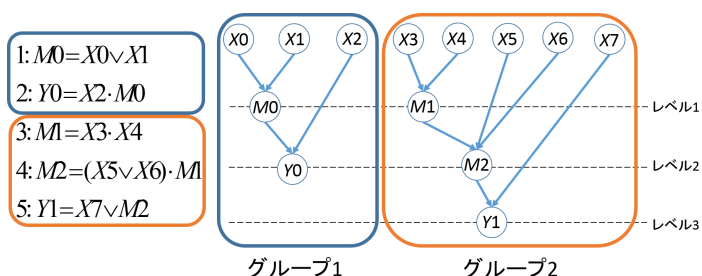 1: M0=X0∨X1
2: Y0=X2·M0
3: M1=X3·X4
4: M2=(X5∨X6)·M1
5: Y1=X7∨M2
X0 X1 X2 X3 X4 X5 X6 X7
M0 M1 レベル1
Y0 M2 レベル2
Y1 レベル3
グループ1 グループ2